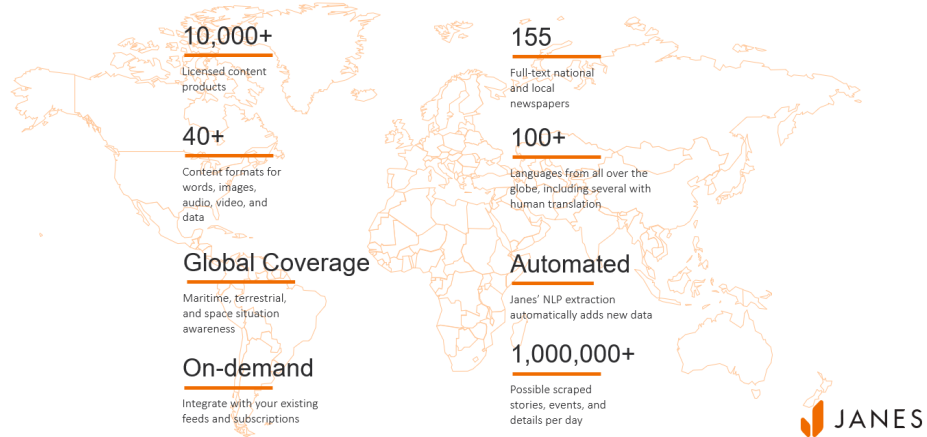 10,000+
Licensed content
products
40+
Content formats for
words, images,
audio, video, and
data
Global Coverage
Maritime, terrestrial,
and space situation
awareness
On-demand
Integrate with your existing
feeds and subscriptions
155
Full-text national
and local
newspapers
100+
Languages from all over the
globe, including several with
human translation
Automated
Janes’ NLP extraction
automatically adds new data
1,000,000+
Possible scraped
stories, events, and
details per day
JANES